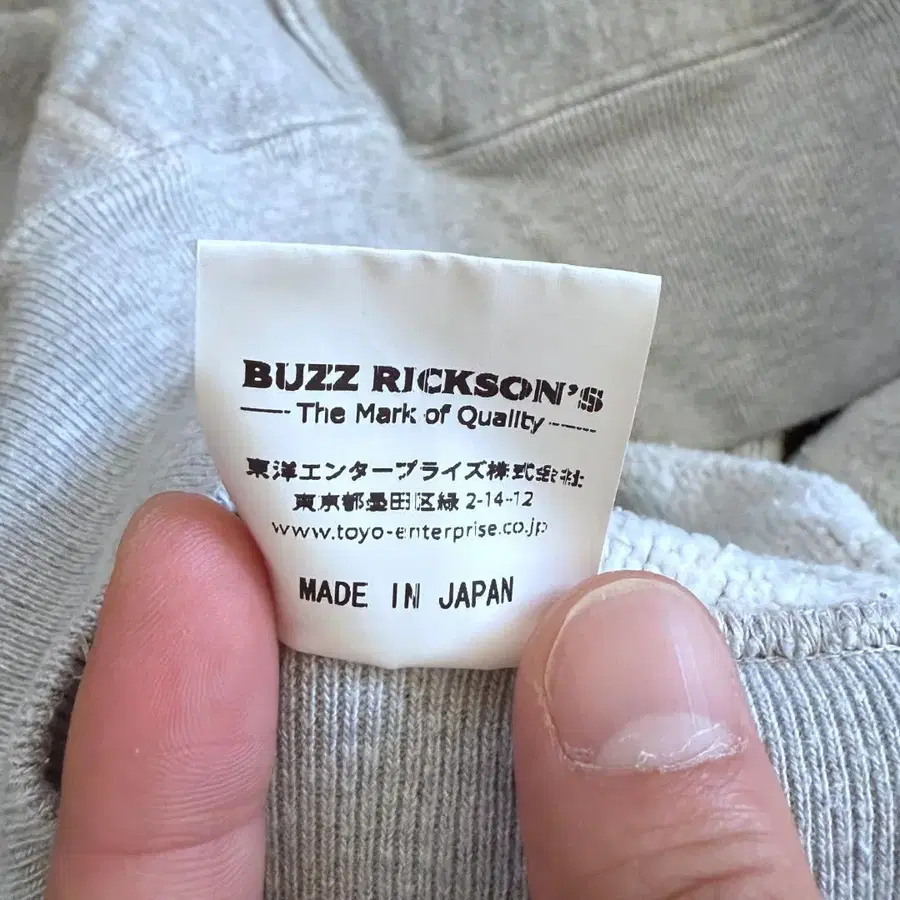 BUZZ RICKSON'S
The Mark of Quality
東洋エンタープライズ株式会社
東京都墨田区緑 2-14-12
www.toyo-enterprise.co.jp
MADE IN JAPAN